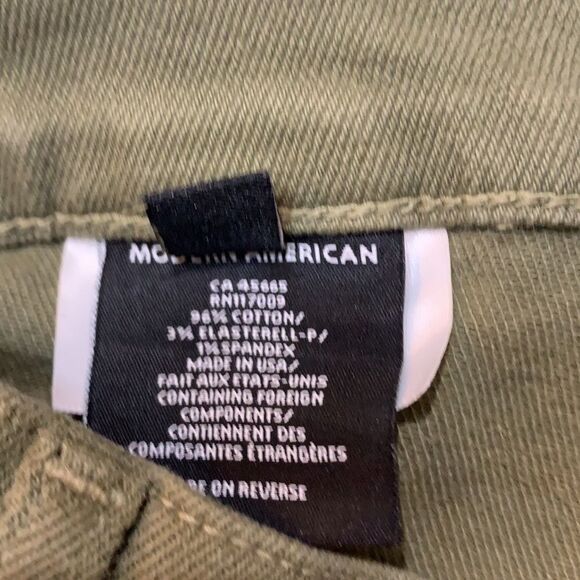 MODERN AMERICAN
CA 45665
RN117009
96% COTTON/
3% ELASTERELL-P/
1% SPANDEX
MADE IN USA/
FAIT AUX ETATS-UNIS
CONTAINING FOREIGN
COMPONENTS/
CONTIENNENT DES
COMPOSANTES ÉTRANGÈRES
ON REVERSE